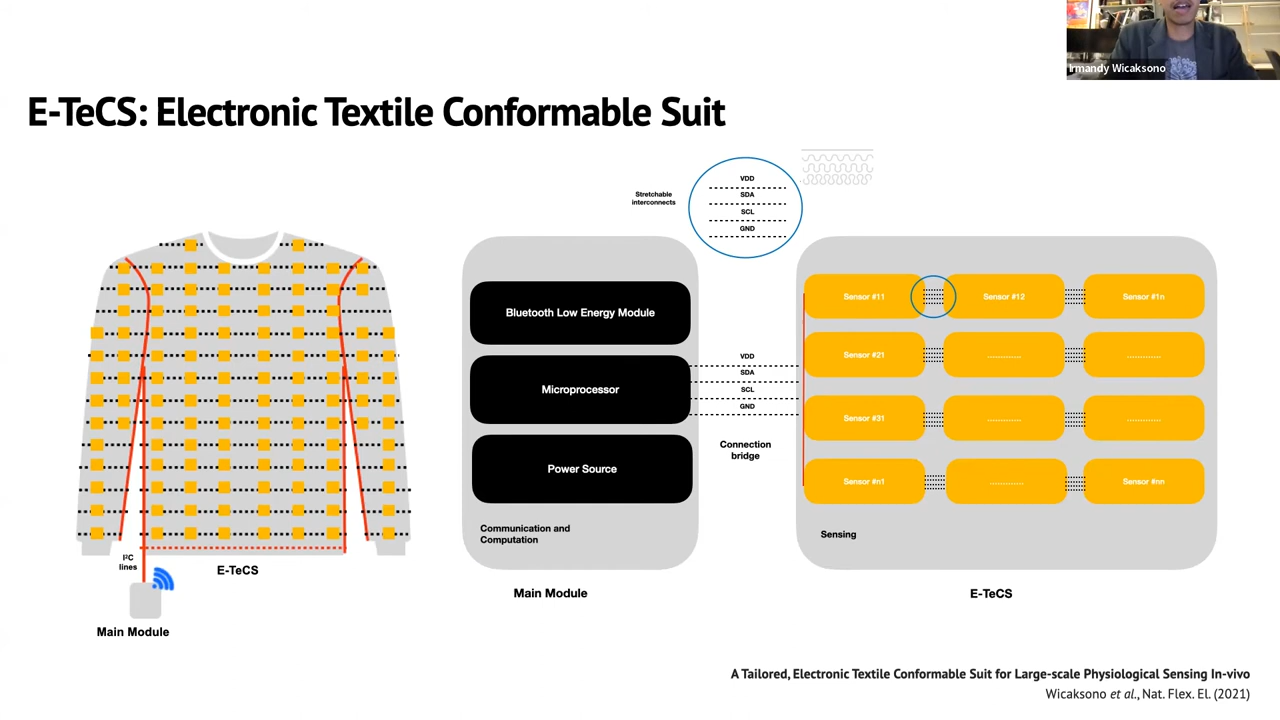 Irmandy Wicaksono
E-TeCS: Electronic Textile Conformable Suit
Stretchable
interconnects
VDD
SDA
SCL
GND
I²C
lines
E-TeCS
Main Module
Bluetooth Low Energy Module
Microprocessor
Power Source
Communication and
Computation
Main Module
VDD
SDA
SCL
GND
Connection
bridge
Sensor #11
Sensor #12
Sensor #1n
Sensor #21
.............
.............
Sensor #31
.............
.............
Sensor #n1
.............
Sensor #nn
Sensing
E-TeCS
A Tailored, Electronic Textile Conformable Suit for Large-scale Physiological Sensing In-vivo
Wicaksono et al., Nat. Flex. El. (2021)